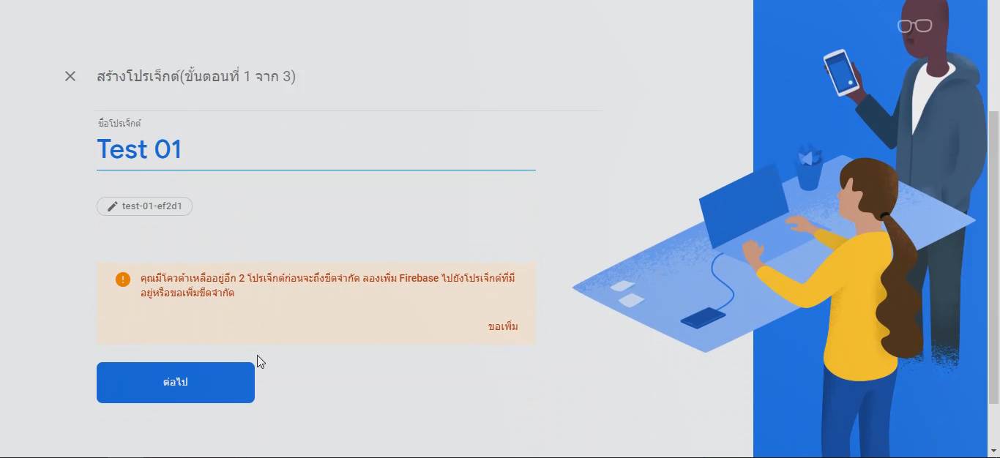 สร้างโปรเจ็กต์(ขั้นตอนที่ 1 จาก 3)
ชื่อโปรเจ็กต์
Test 01
test-01-ef2d1
คุณมีโควต้าเหลืออยู่อีก 2 โปรเจ็กต์ก่อนจะถึงขีดจำกัด ลองเพิ่ม Firebase ไปยังโปรเจ็กต์ที่มี
อยู่หรือขอเพิ่มขีดจำกัด
ขอเพิ่ม
ต่อไป